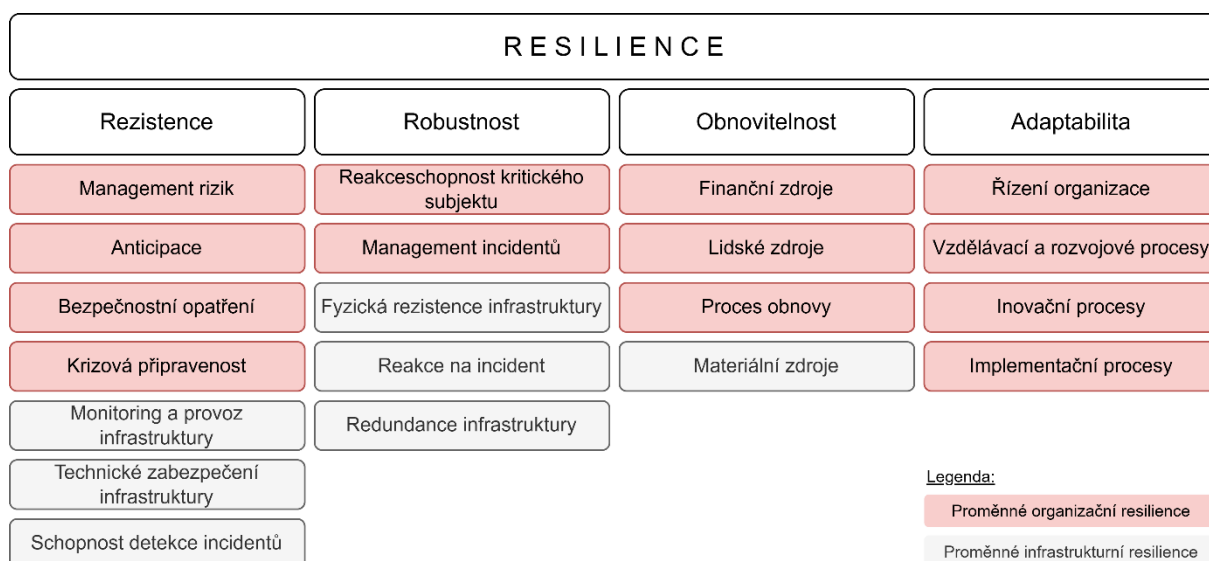 RESILIENCE
Rezistence
Robustnost
Obnovitelnost
Adaptabilita
Management rizik
Reakceschopnost kritického
subjektu
Finanční zdroje
Řízení organizace
Anticipace
Management incidentů
Lidské zdroje
Vzdělávací a rozvojové procesy
Bezpečnostní opatření
Fyzická rezistence infrastruktury
Proces obnovy
Inovační procesy
Krizová připravenost
Reakce na incident
Materiální zdroje
Implementační procesy
Monitoring a provoz
infrastruktury
Redundance infrastruktury
Technické zabezpečení
infrastruktury
Schopnost detekce incidentů
Legenda:
Proměnné organizační resilience
Proměnné infrastrukturní resilience